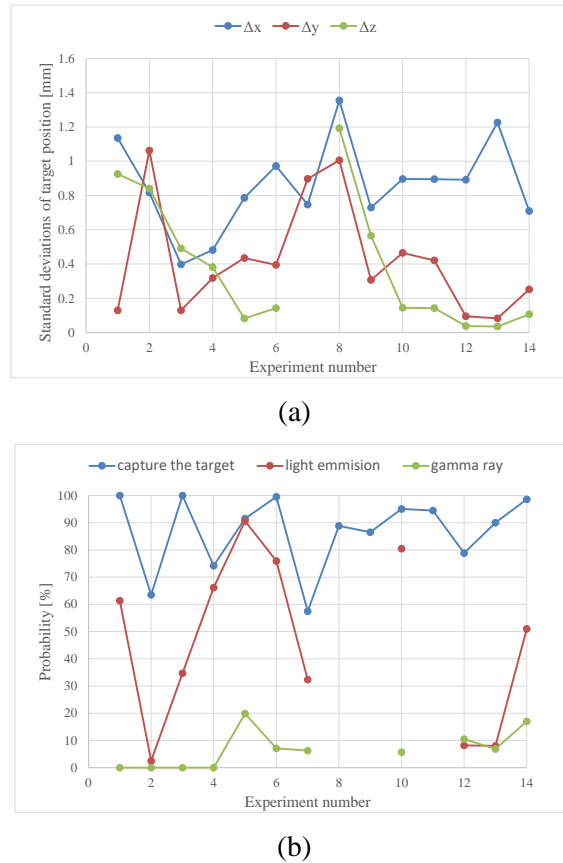 Δx Δy Δz
Standard deviations of target position [mm]
1.6
1.4
1.2
1
0.8
0.6
0.4
0.2
0
0 2 4 6 8 10 12 14
Experiment number
(a)
capture the target light emmision gamma ray
Probability [%]
100
90
80
70
60
50
40
30
20
10
0
0 2 4 6 8 10 12 14
Experiment number
(b)